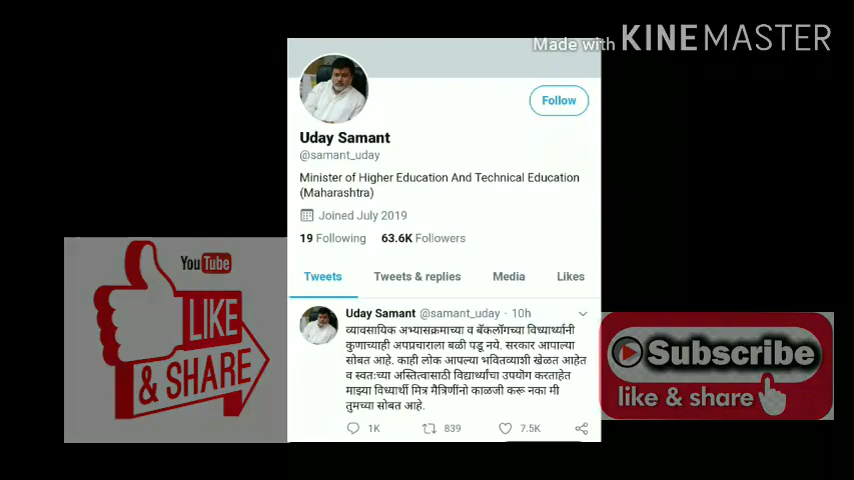 Made with KINEMASTER
Follow
Uday Samant
@samant_uday
Minister of Higher Education And Technical Education
(Maharashtra)
Joined July 2019
19 Following 63.6K Followers
Tweets Tweets & replies Media Likes
Uday Samant @samant_uday · 10h
व्यावसायिक अभ्यासक्रमाच्या व बॅकलॉगच्या विध्यार्थ्यानी
कुणाच्याही अपप्रचाराला बळी पडू नये. सरकार आपाल्या
सोबत आहे. काही लोक आपल्या भवितव्याशी खेळत आहेत
व स्वतःच्या अस्तित्वासाठी विद्यार्थ्यांचा उपयोग करताहेत
माझ्या विध्यार्थी मित्र मैत्रिणींनो काळजी करू नका मी
तुमच्या सोबत आहे.
1K 839 7.5K
YouTube
LIKE
& SHARE
Subscribe
like & share